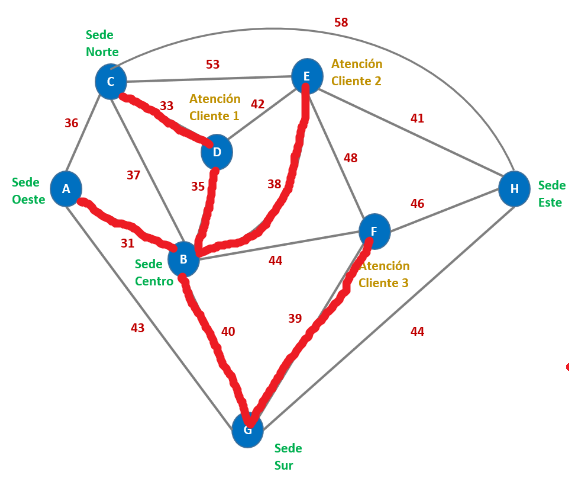 58
Sede
Norte
53
Atención
Cliente 2
C
E
33
Atención
Cliente 1
42
41
36
D
48
37
35
38
Sede
Oeste
A
H
Sede
Este
46
31
F
B
Sede
Centro
44
Atención
Cliente 3
43
40
39
44
G
Sede
Sur